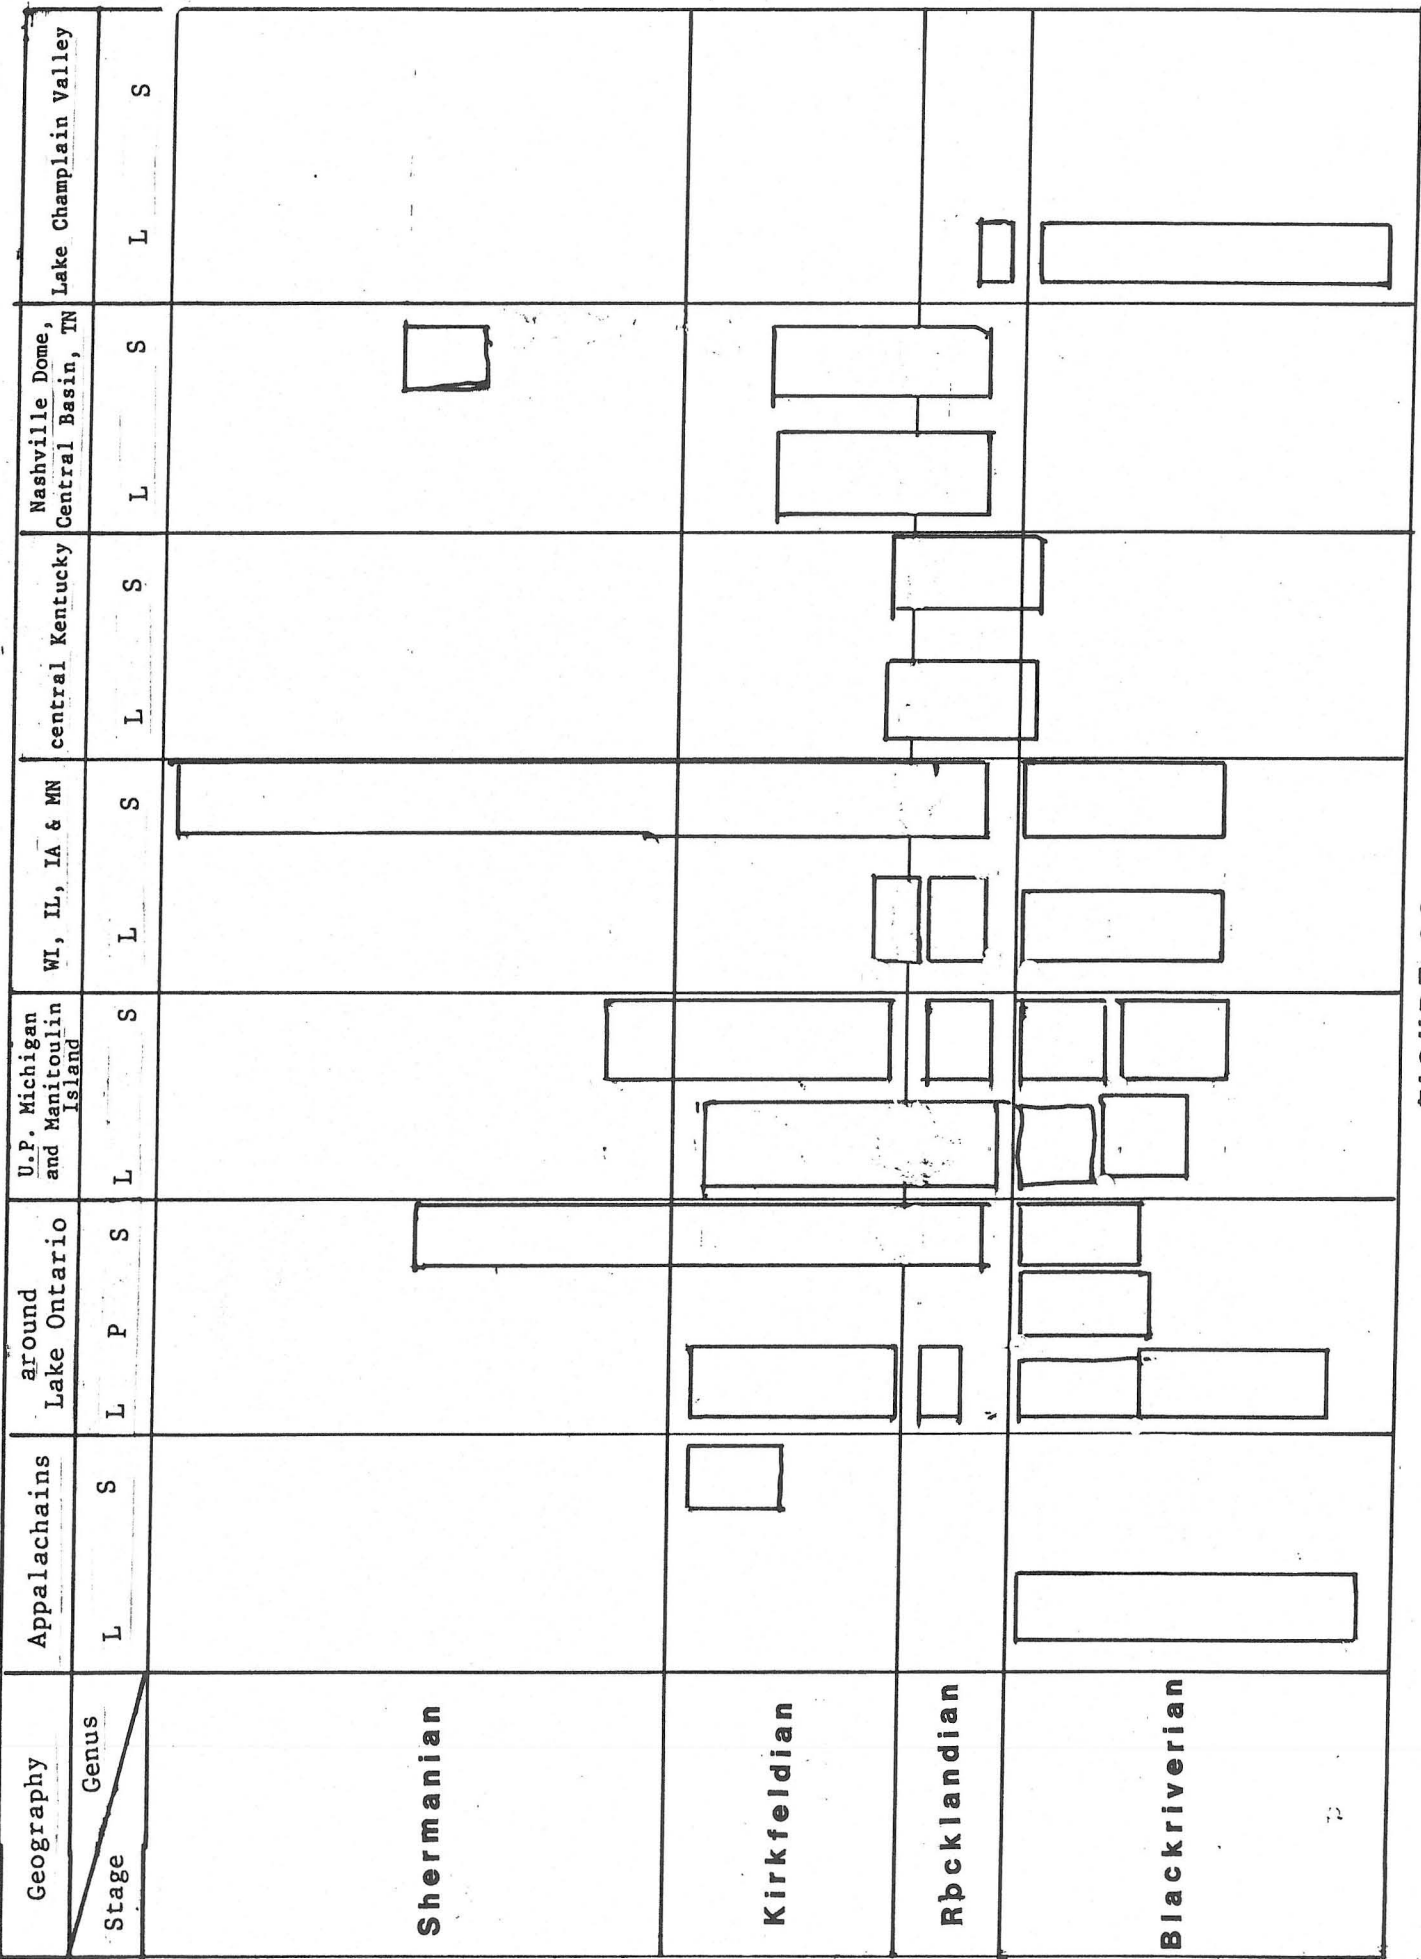 Geography
Appalachains
around
Lake Ontario
U.P. Michigan
and Manitoulin
Island
WI, IL, IA & MN
central Kentucky
Nashville Dome,
Central Basin, TN
Lake Champlain Valley
Genus
Stage
L S
L P S
L S
L S
L S
L S
L S
Shermanian
Kirkfeldian
Rocklandian
Blackriverian